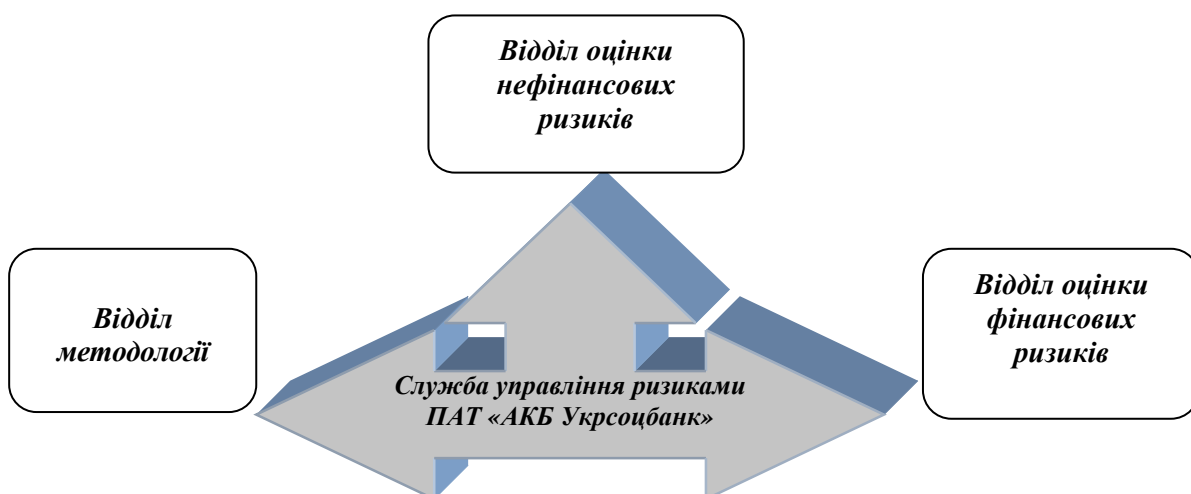 Відділ оцінки
нефінансових
ризиків
Відділ
методології
Відділ оцінки
фінансових
ризиків
Служба управління ризиками
ПАТ «АКБ Укрсоцбанк»